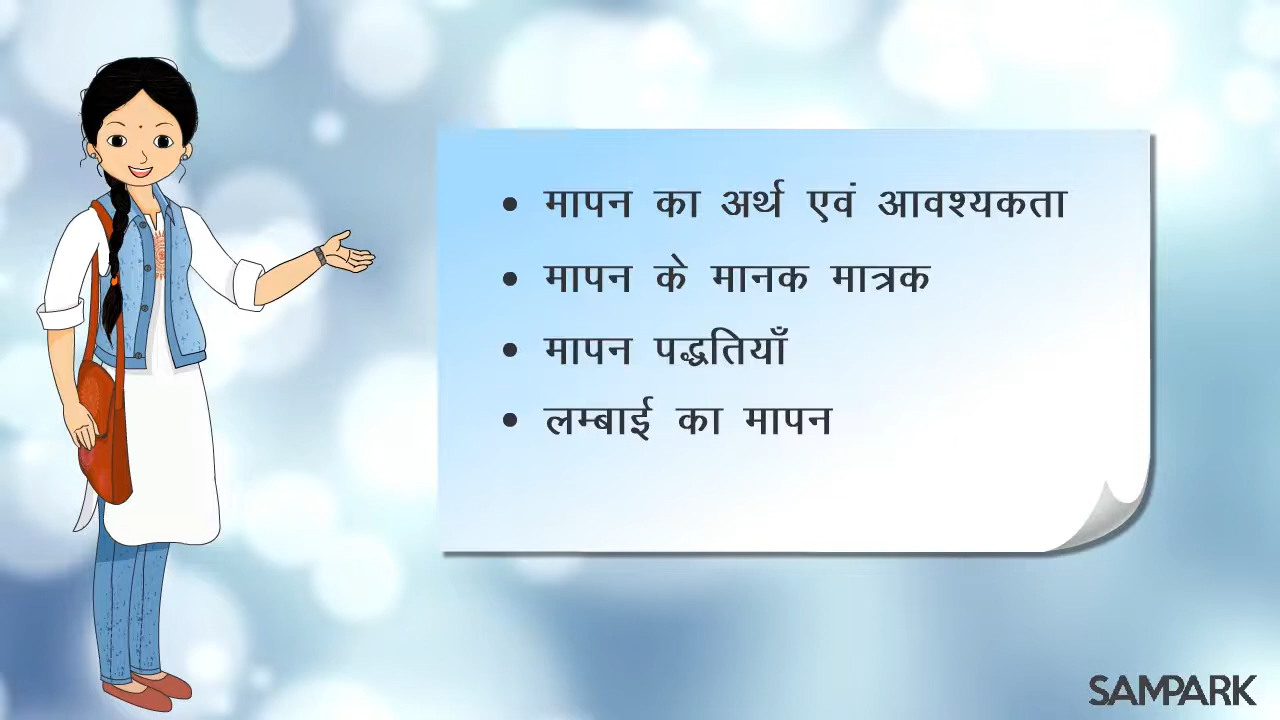 • मापन का अर्थ एवं आवश्यकता
• मापन के मानक मात्रक
• मापन पद्धतियाँ
• लम्बाई का मापन
SAMPARK